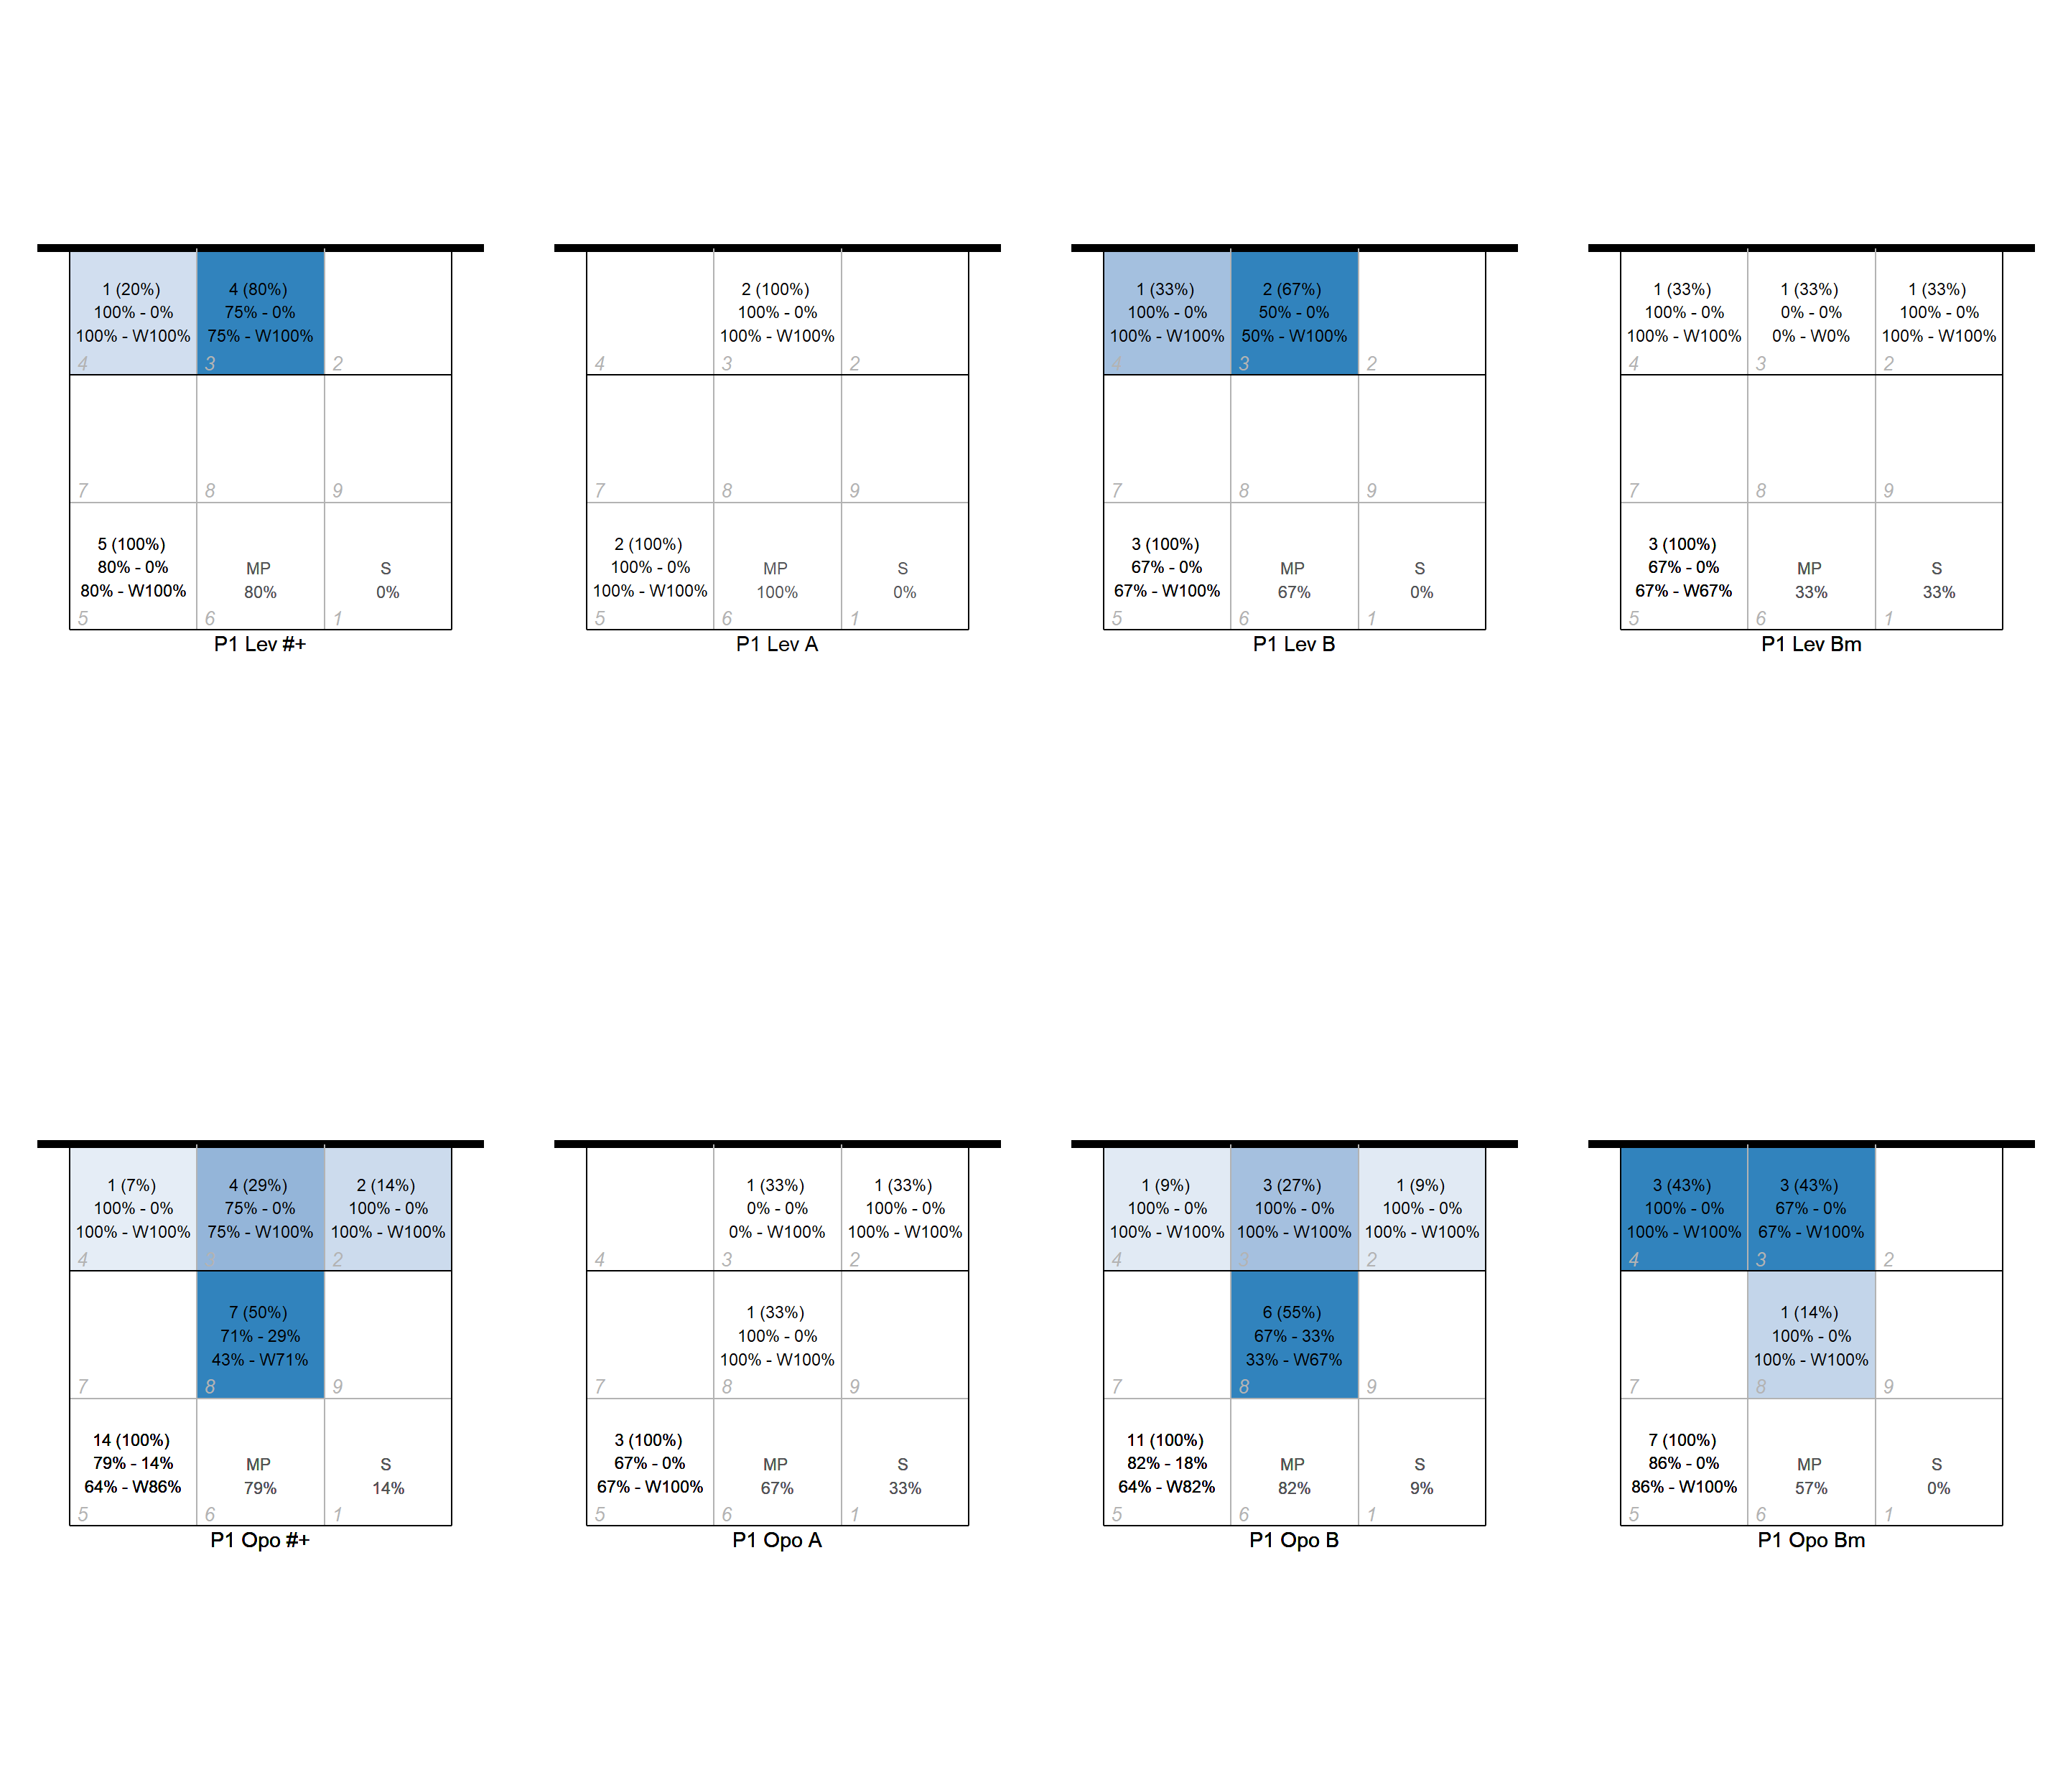 1 (20%)
100% - 0%
100% - W100%
4
4 (80%)
75% - 0%
75% - W100%
3
2
7
8
9
5 (100%)
80% - 0%
80% - W100%
5
MP
80%
6
S
0%
1
P1 Lev #+
4
2 (100%)
100% - 0%
100% - W100%
3
2
7
8
9
2 (100%)
100% - 0%
100% - W100%
5
MP
100%
6
S
0%
1
P1 Lev A
1 (33%)
100% - 0%
100% - W100%
4
2 (67%)
50% - 0%
50% - W100%
3
2
7
8
9
3 (100%)
67% - 0%
67% - W100%
5
MP
67%
6
S
0%
1
P1 Lev B
1 (33%)
100% - 0%
100% - W100%
4
1 (33%)
0% - 0%
0% - W0%
3
1 (33%)
100% - 0%
100% - W100%
2
7
8
9
3 (100%)
67% - 0%
67% - W67%
5
MP
33%
6
S
33%
1
P1 Lev Bm
1 (7%)
100% - 0%
100% - W100%
4
4 (29%)
75% - 0%
75% - W100%
3
2 (14%)
100% - 0%
100% - W100%
2
7
7 (50%)
71% - 29%
43% - W71%
8
9
14 (100%)
79% - 14%
64% - W86%
5
MP
79%
6
S
14%
1
P1 Opo #+
4
1 (33%)
0% - 0%
0% - W100%
3
1 (33%)
100% - 0%
100% - W100%
2
7
1 (33%)
100% - 0%
100% - W100%
8
9
3 (100%)
67% - 0%
67% - W100%
5
MP
67%
6
S
33%
1
P1 Opo A
1 (9%)
100% - 0%
100% - W100%
4
3 (27%)
100% - 0%
100% - W100%
3
1 (9%)
100% - 0%
100% - W100%
2
7
6 (55%)
67% - 33%
33% - W67%
8
9
11 (100%)
82% - 18%
64% - W82%
5
MP
82%
6
S
9%
1
P1 Opo B
3 (43%)
100% - 0%
100% - W100%
4
3 (43%)
67% - 0%
67% - W100%
3
2
7
1 (14%)
100% - 0%
100% - W100%
8
9
7 (100%)
86% - 0%
86% - W100%
5
MP
57%
6
S
0%
1
P1 Opo Bm